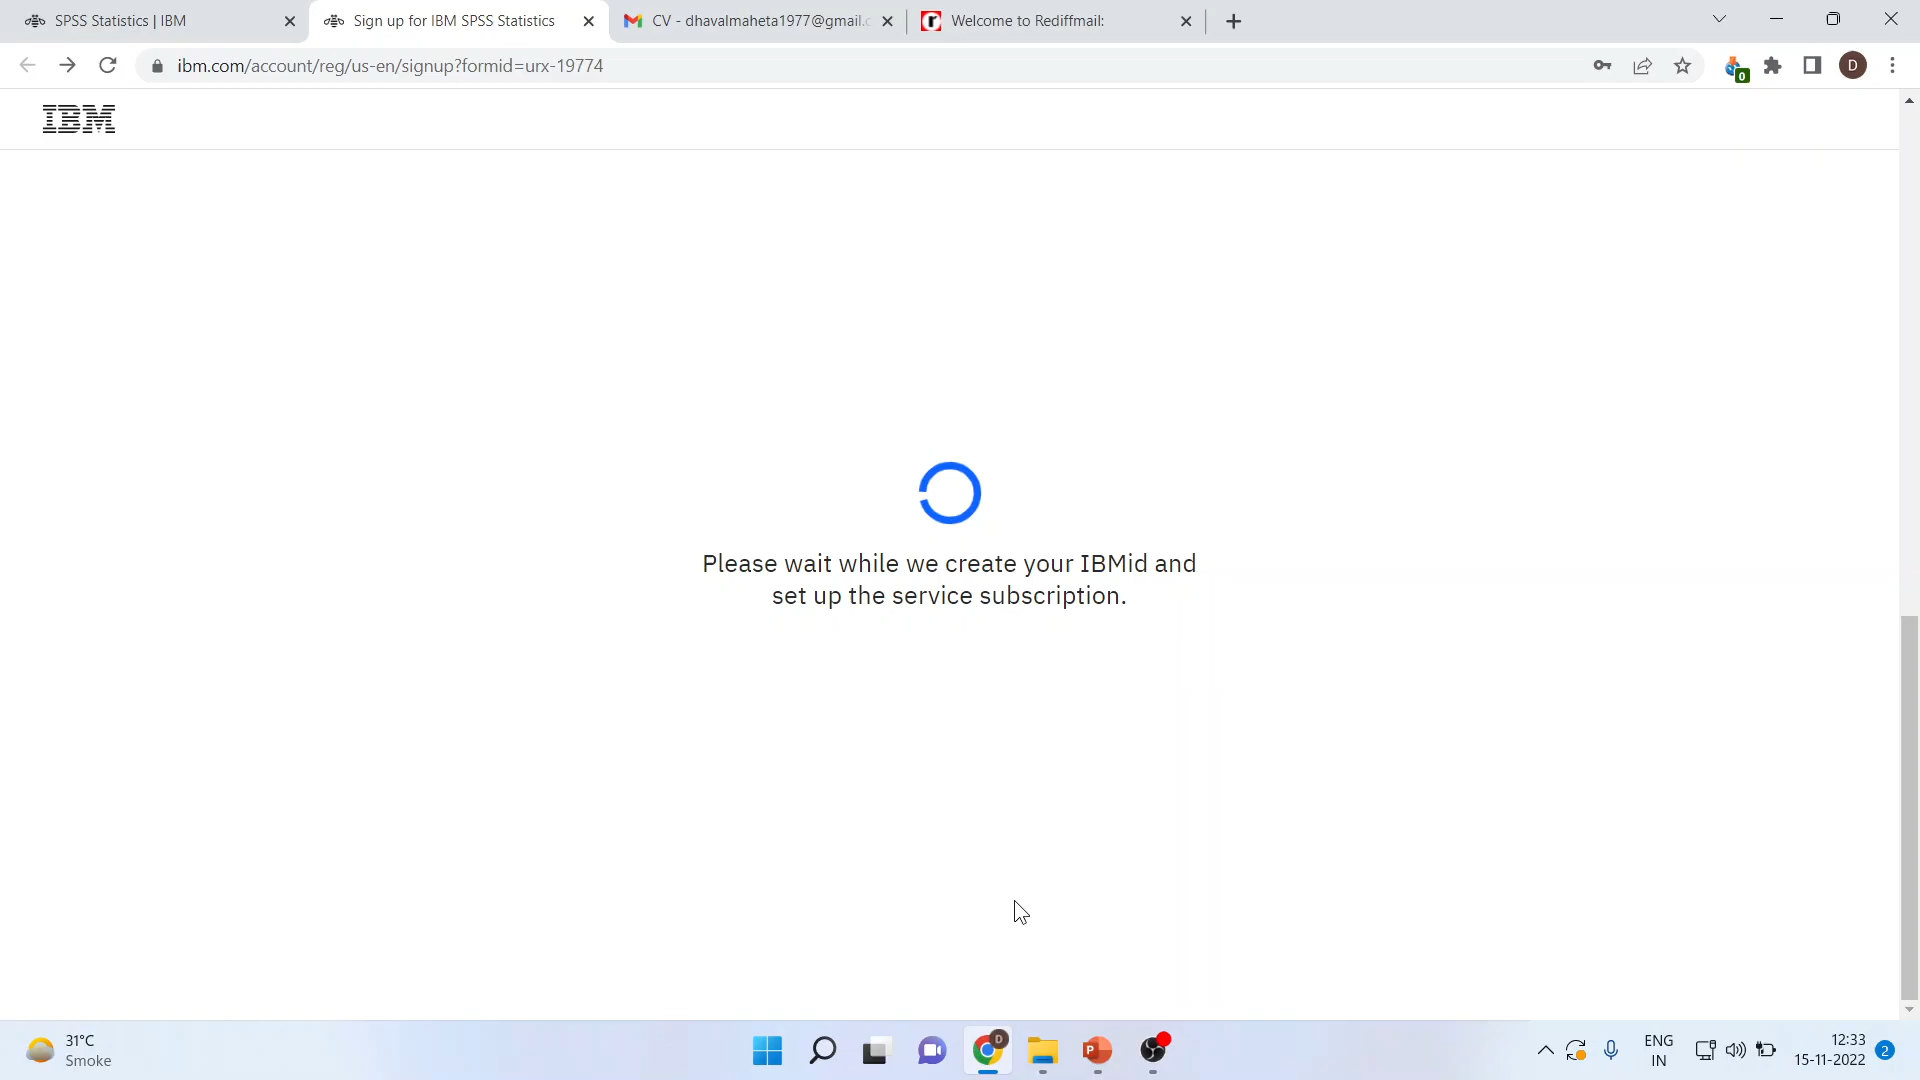 SPSS Statistics | IBM
Sign up for IBM SPSS Statistics
CV - dhavalmaheta1977@gmail.c
Welcome to Rediffmail:
ibm.com/account/reg/us-en/signup?formid=urx-19774
0
D
IBM
Please wait while we create your IBMid and
set up the service subscription.
31°C
Smoke
D
P
ENG
IN
12:33
15-11-2022
2